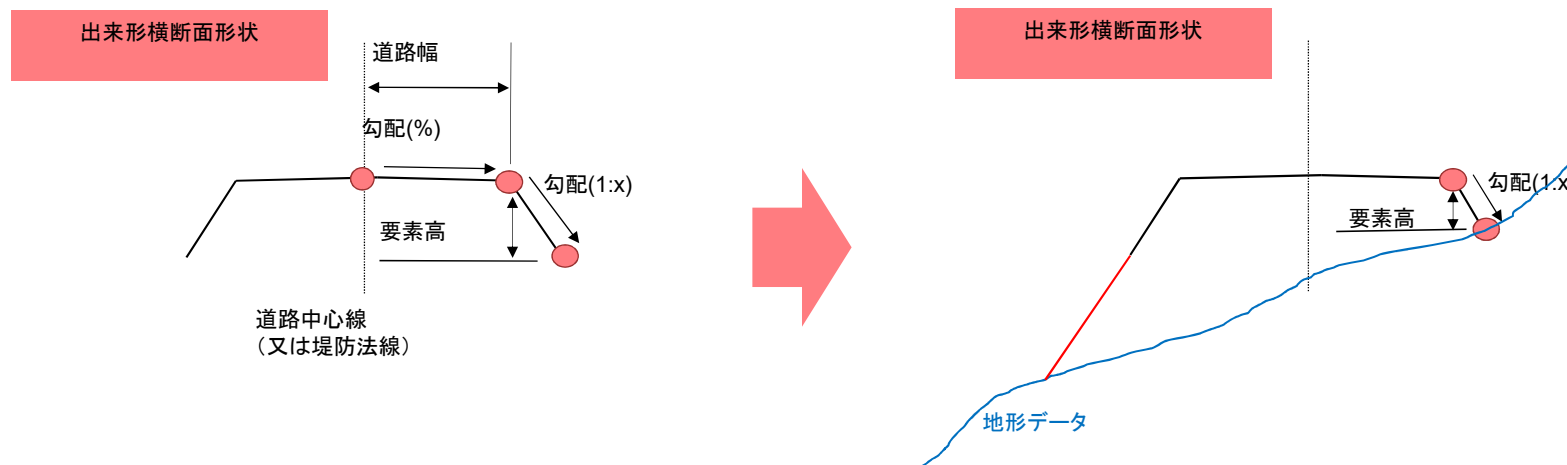 出来形横断面形状
道路幅
勾配(%)
勾配(1:x)
要素高
道路中心線
（又は堤防法線）
出来形横断面形状
勾配(1:x
要素高
地形データ